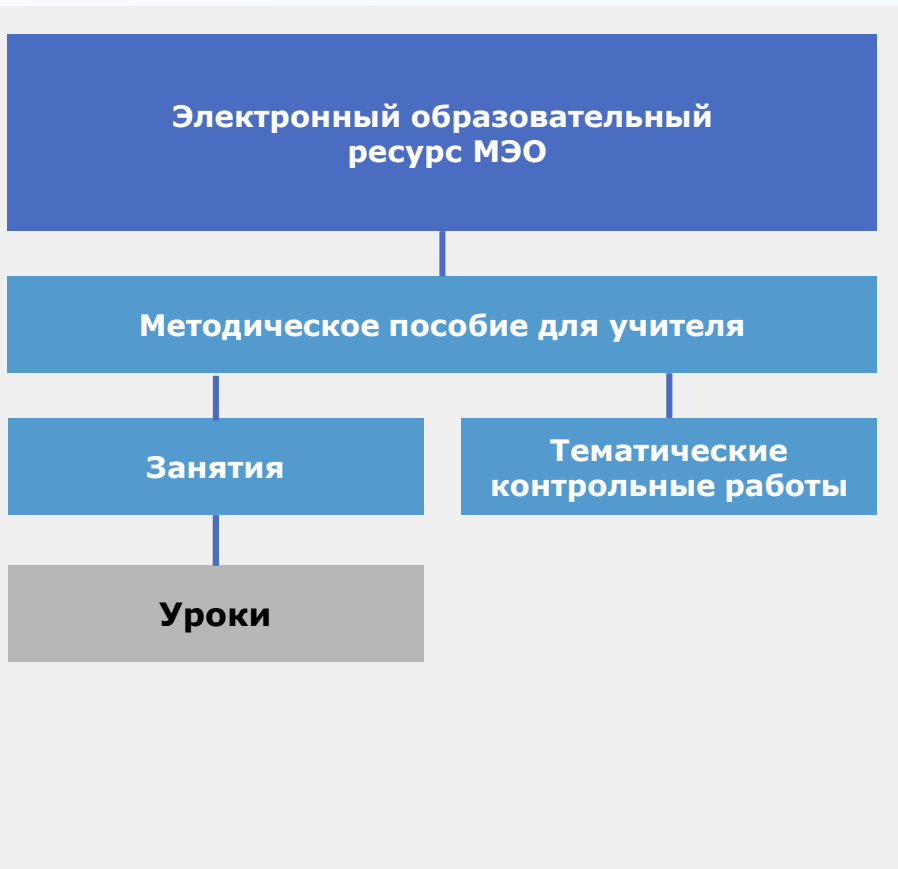 Электронный образовательный
ресурс МЭО
Методическое пособие для учителя
Занятия
Тематические
контрольные работы
Уроки